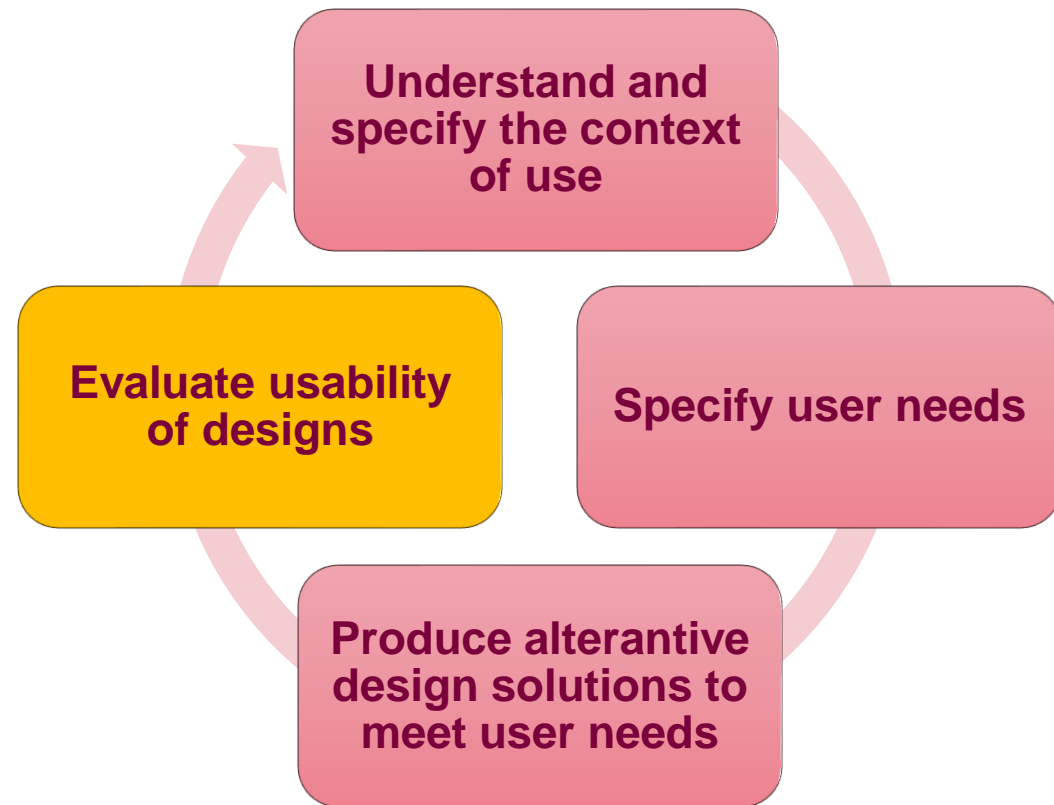 Understand and
specify the context
of use
Specify user needs
Produce alterantive
design solutions to
meet user needs
Evaluate usability
of designs